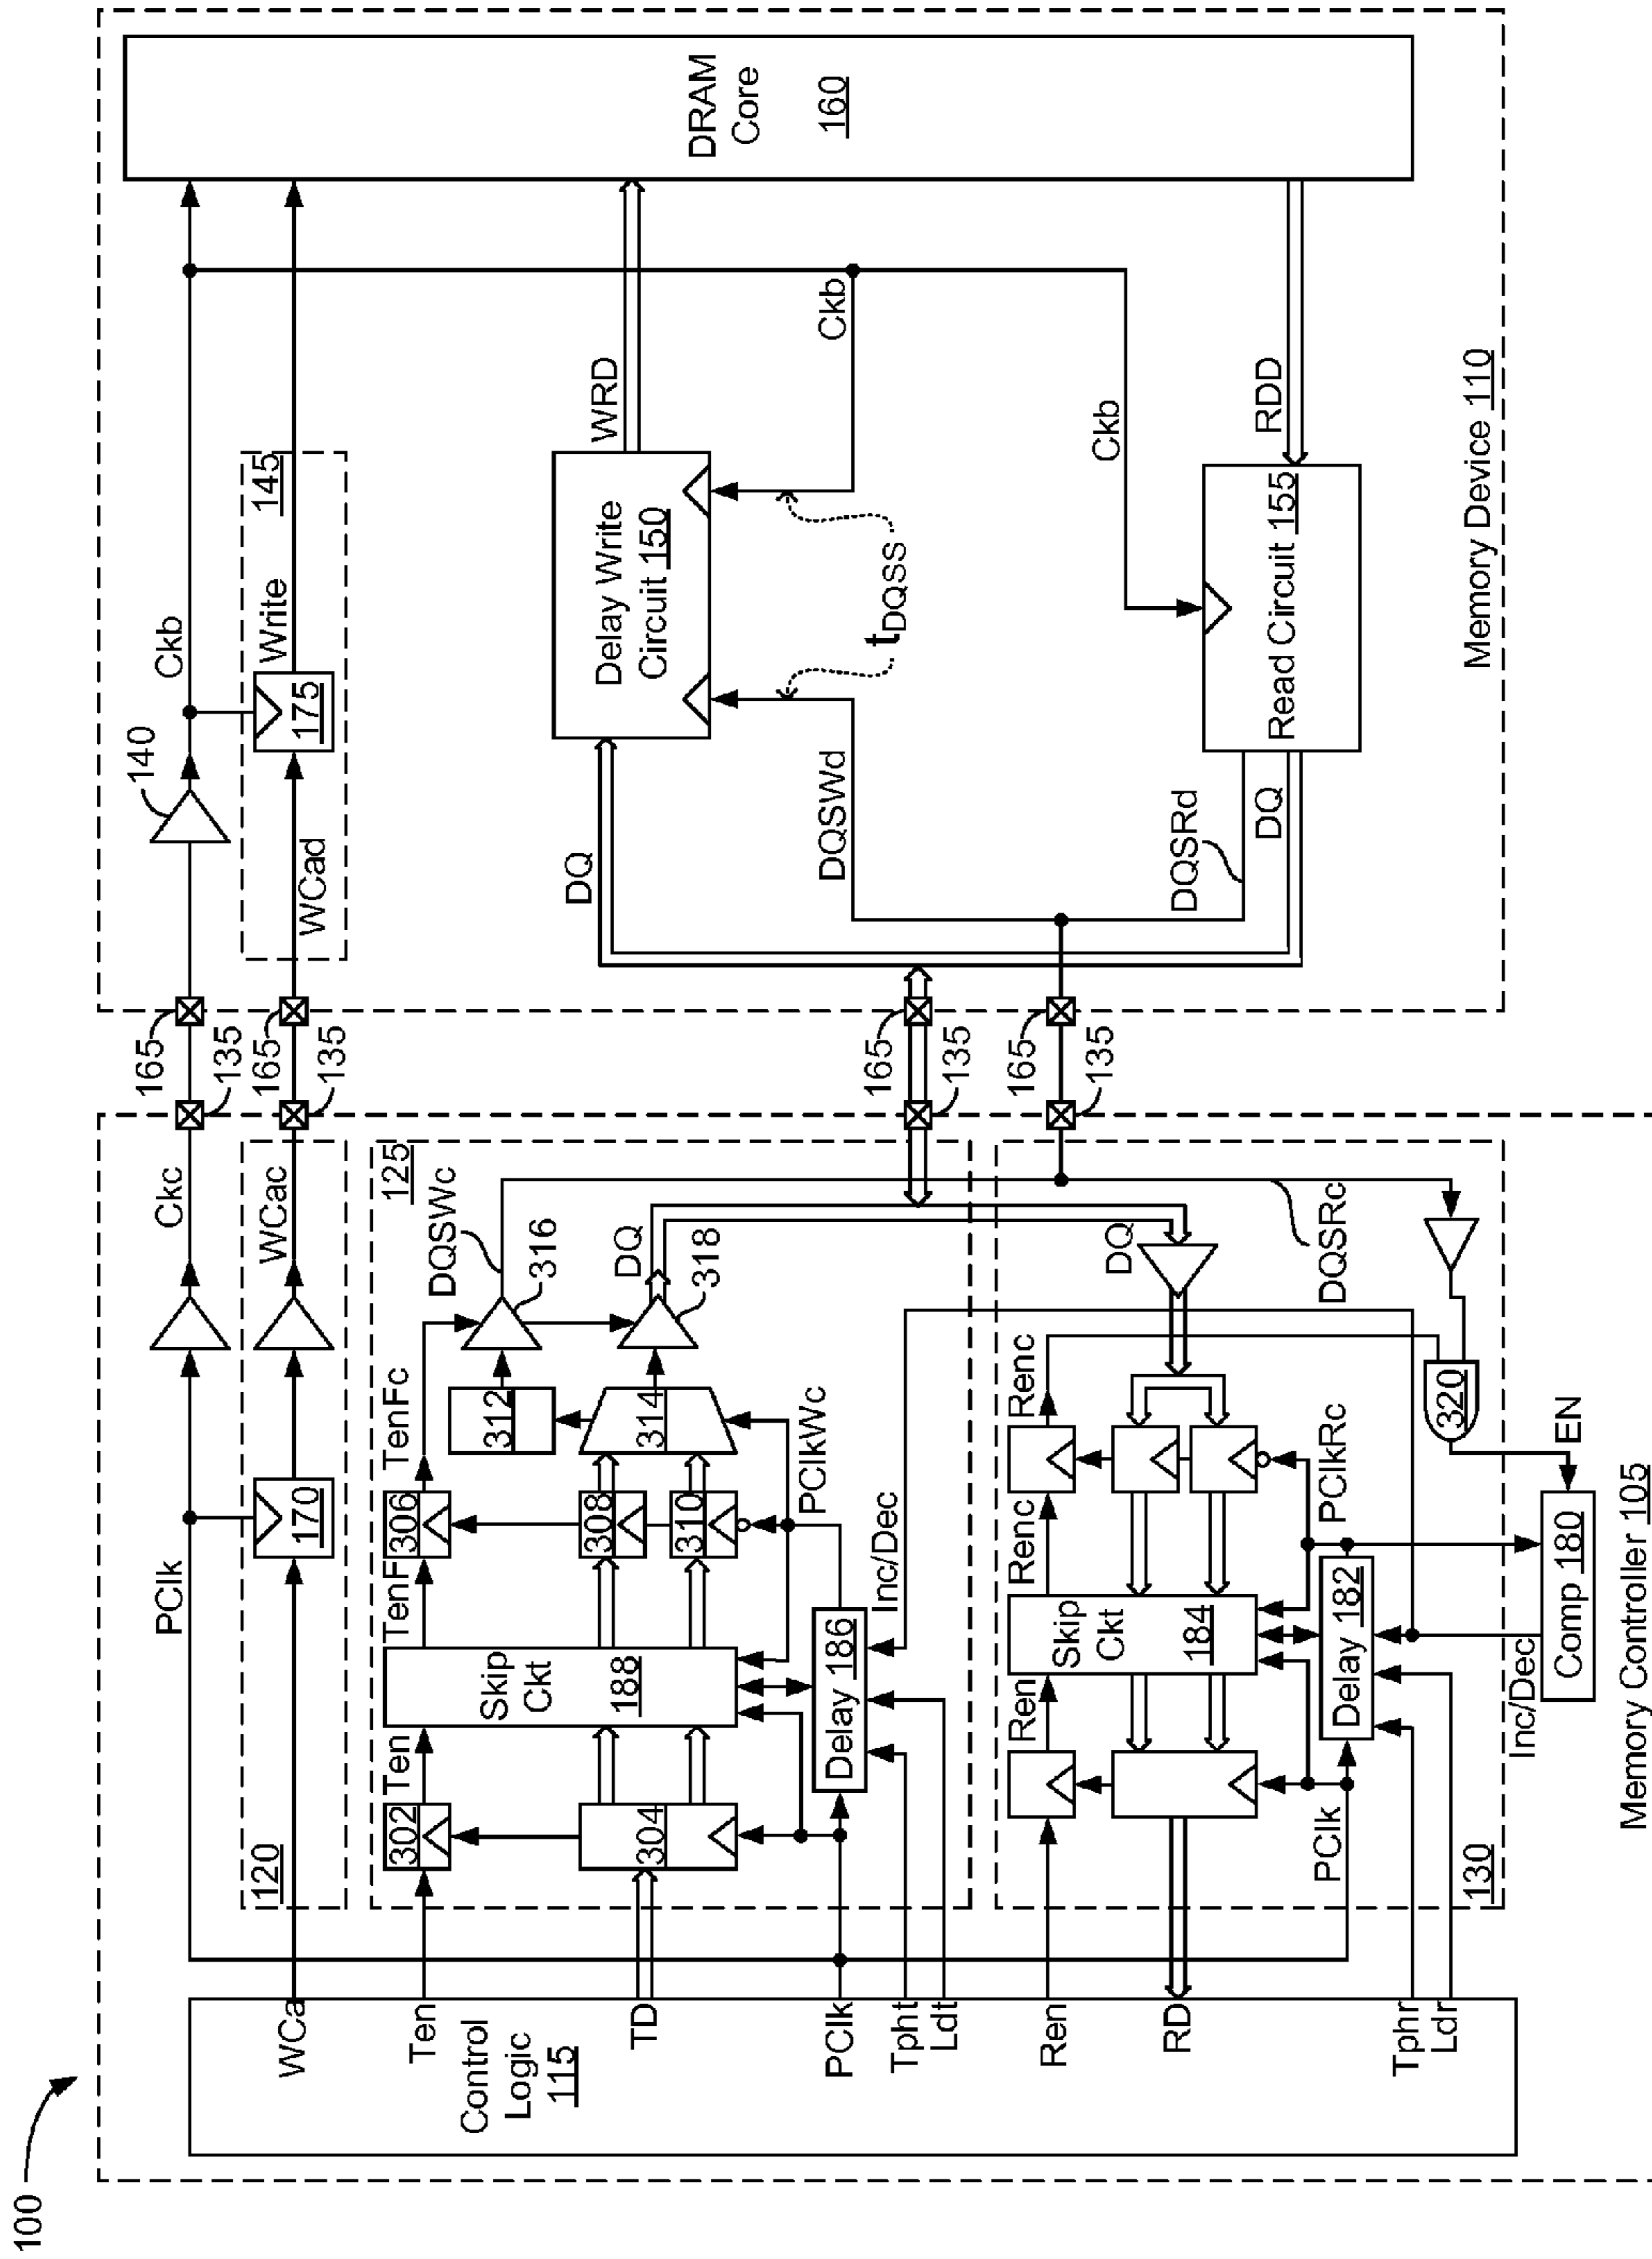 100
Control
Logic
115
WCa
Ten
TD
PClk
Tpht
Ldt
Ren
RD
Tphr
Ldr
PClk
Ckc
120
170
WCac
125
302
Ten
Skip
Ckt
188
TenF
306
TenFc
304
308
310
312
314
DQSWc
316
DQ
318
PClkWc
Delay 186
Inc/Dec
130
Ren
Skip
Ckt
184
Renc
Renc
DQ
PClk
Delay 182
PClkRc
DQSRc
320
EN
Inc/Dec
Comp 180
Memory Controller 105
165
135
165
135
165
135
165
135
140
Ckb
145
WCad
175
Write
DQ
Delay Write
Circuit 150
WRD
DQSWd
tDQSS
Ckb
Ckb
DQSRd
DQ
Read Circuit 155
RDD
DRAM
Core
160
Memory Device 110